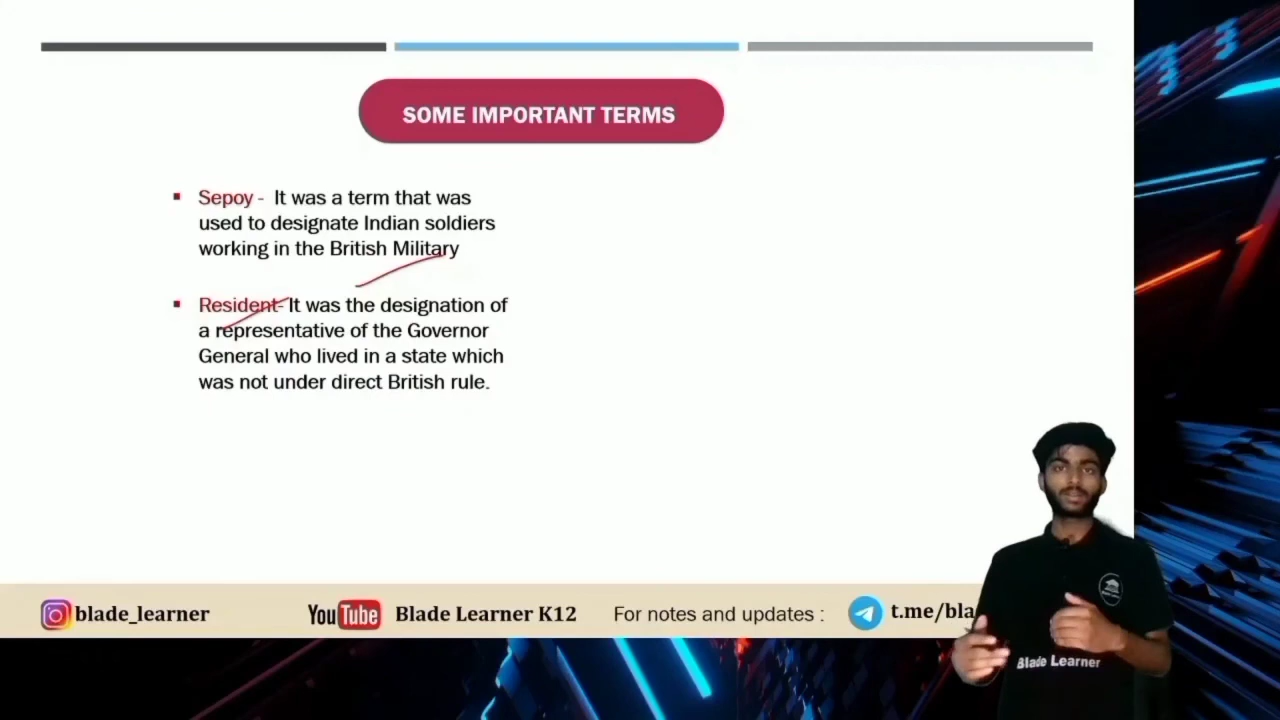 SOME IMPORTANT TERMS
Sepoy - It was a term that was
used to designate Indian soldiers
working in the British Military
Resident- It was the designation of
a representative of the Governor
General who lived in a state which
was not under direct British rule.
blade_learner
YouTube Blade Learner K12
For notes and updates :
t.me/bla
Blade Learner